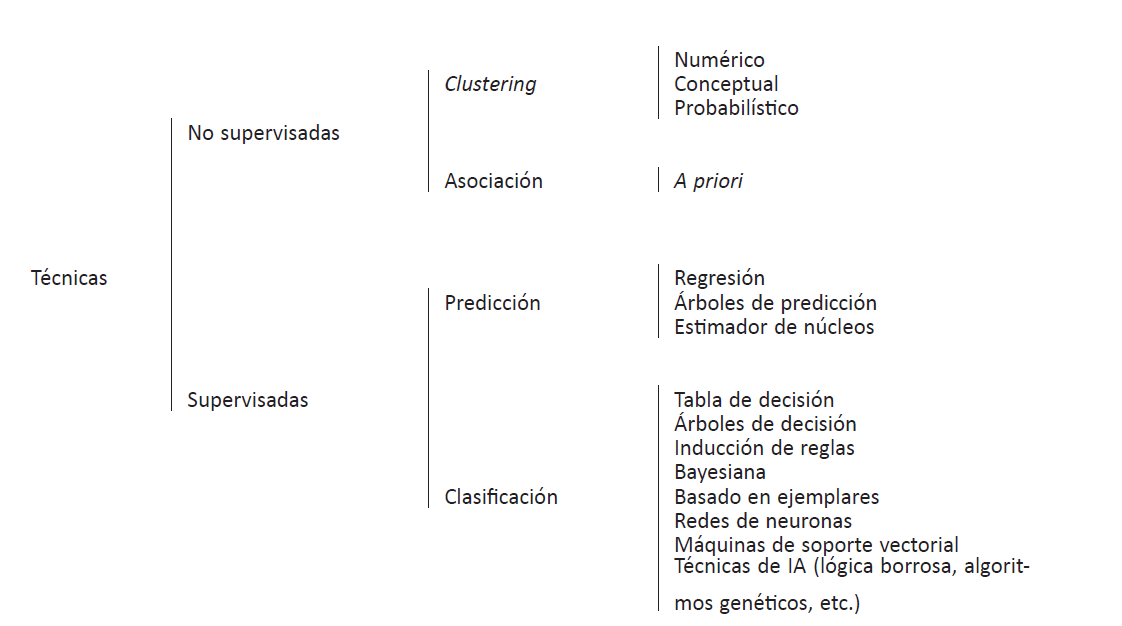 Numérico
Clustering
Conceptual
Probabilístico
No supervisadas
Asociación
A priori
Técnicas
Regresión
Predicción
Árboles de predicción
Estimador de núcleos
Supervisadas
Tabla de decisión
Árboles de decisión
Inducción de reglas
Bayesiana
Clasificación
Basado en ejemplares
Redes de neuronas
Máquinas de soporte vectorial
Técnicas de IA (lógica borrosa, algorit-
mos genéticos, etc.)